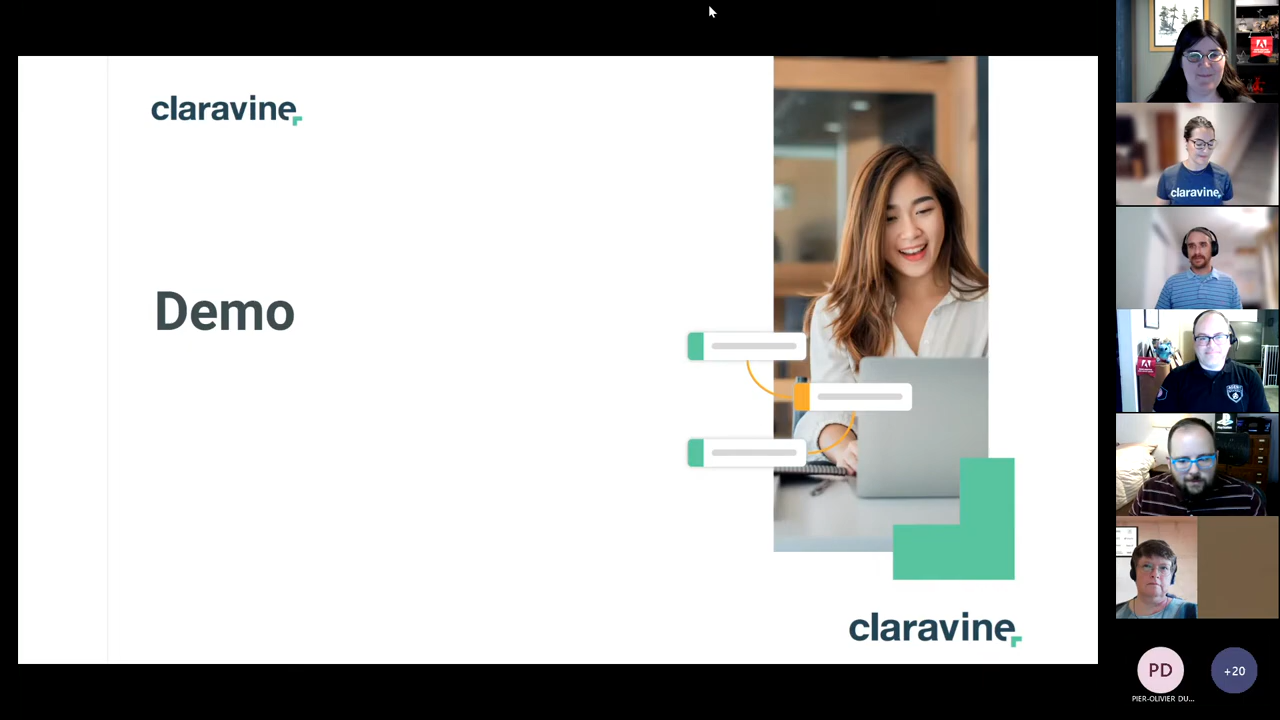 claravine
Demo
claravine
claravine
PD
+20
PIER-OLIVIER DU...